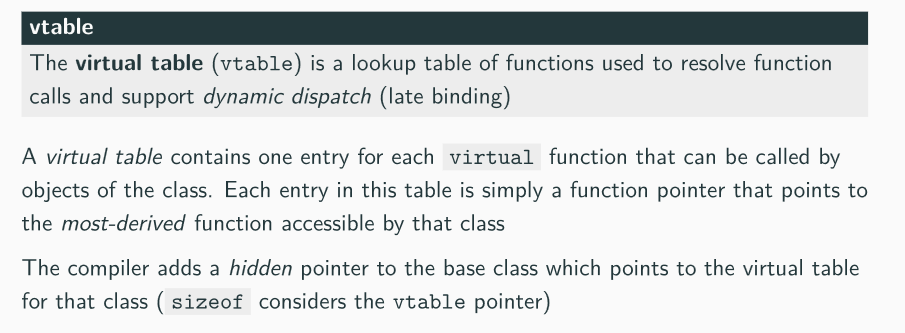 vtable
The virtual table (vtable) is a lookup table of functions used to resolve function
calls and support dynamic dispatch (late binding)
A virtual table contains one entry for each virtual function that can be called by
objects of the class. Each entry in this table is simply a function pointer that points to
the most-derived function accessible by that class
The compiler adds a hidden pointer to the base class which points to the virtual table
for that class ( sizeof considers the vtable pointer)